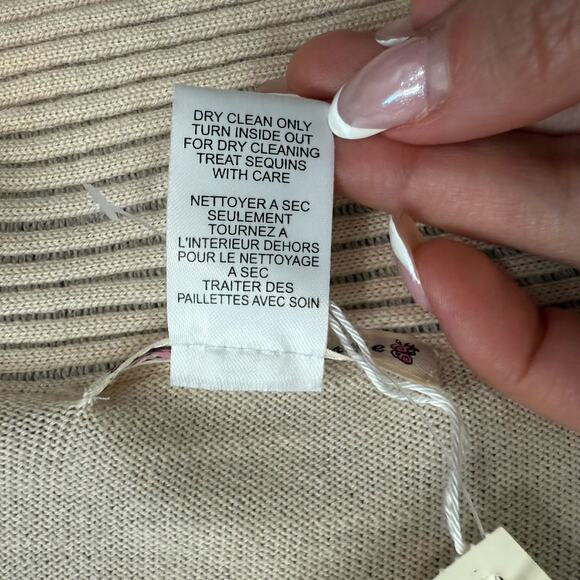 DRY CLEAN ONLY
TURN INSIDE OUT
FOR DRY CLEANING
TREAT SEQUINS
WITH CARE
NETTOYER A SEC
SEULEMENT
TOURNEZ A
L'INTERIEUR DEHORS
POUR LE NETTOYAGE
A SEC
TRAITER DES
PAILLETTES AVEC SOIN